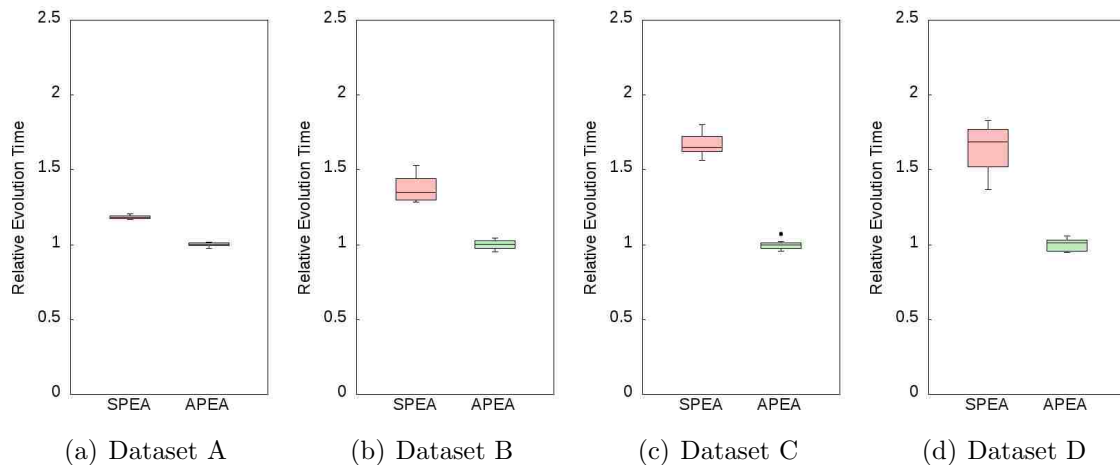 2.5
2
1.5
1
0.5
0
Relative Evolution Time
SPEA APEA
(a) Dataset A
2.5
2
1.5
1
0.5
0
Relative Evolution Time
SPEA APEA
(b) Dataset B
2.5
2
1.5
1
0.5
0
Relative Evolution Time
SPEA APEA
(c) Dataset C
2.5
2
1.5
1
0.5
0
Relative Evolution Time
SPEA APEA
(d) Dataset D